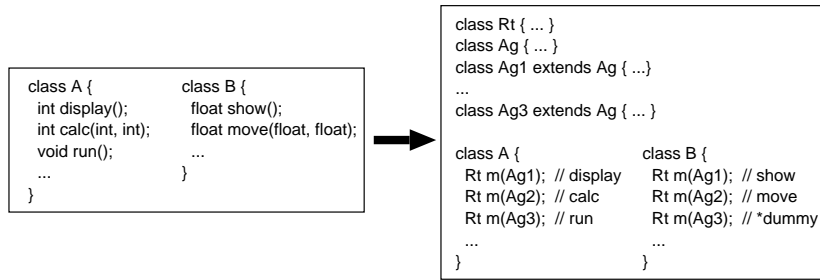 class A {
int display();
int calc(int, int);
void run();
...
}
class B {
float show();
float move(float, float);
...
}
class Rt { ... }
class Ag { ... }
class Ag1 extends Ag { ...}
...
class Ag3 extends Ag { ... }
class A {
Rt m(Ag1); // display
Rt m(Ag2); // calc
Rt m(Ag3); // run
...
}
class B {
Rt m(Ag1); // show
Rt m(Ag2); // move
Rt m(Ag3); // *dummy
...
}